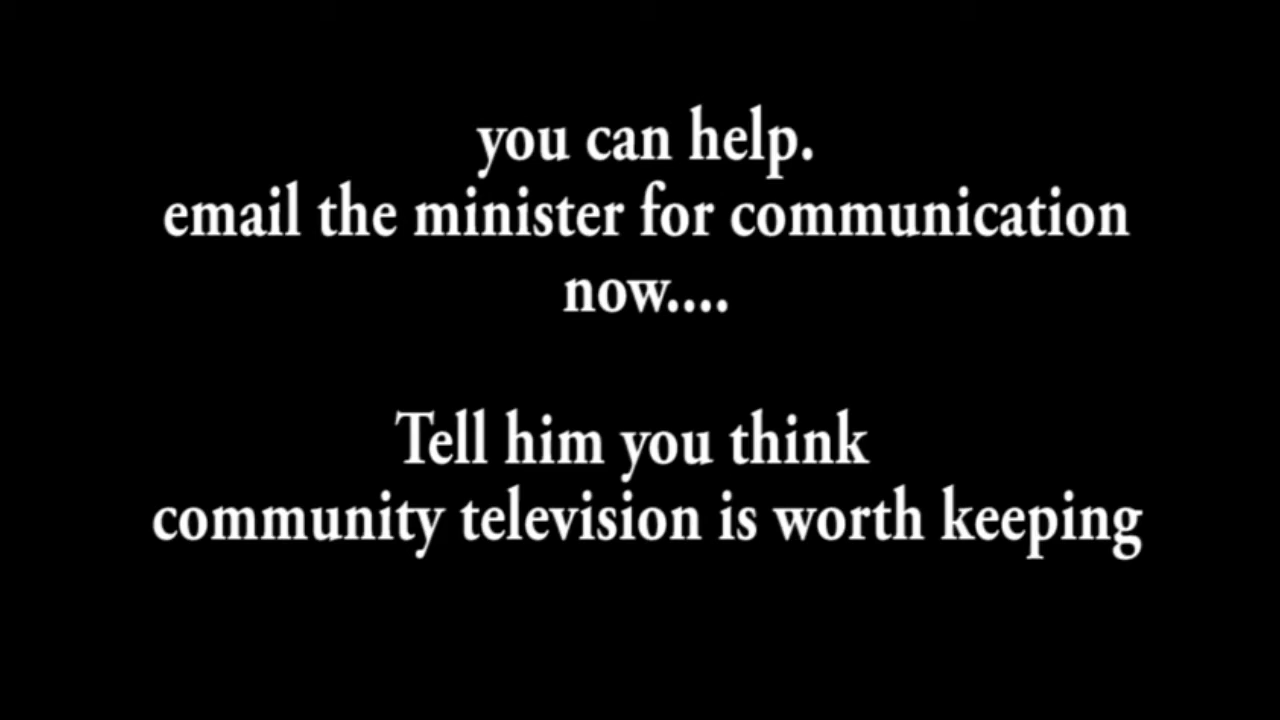 you can help.
email the minister for communication
now....
Tell him you think
community television is worth keeping